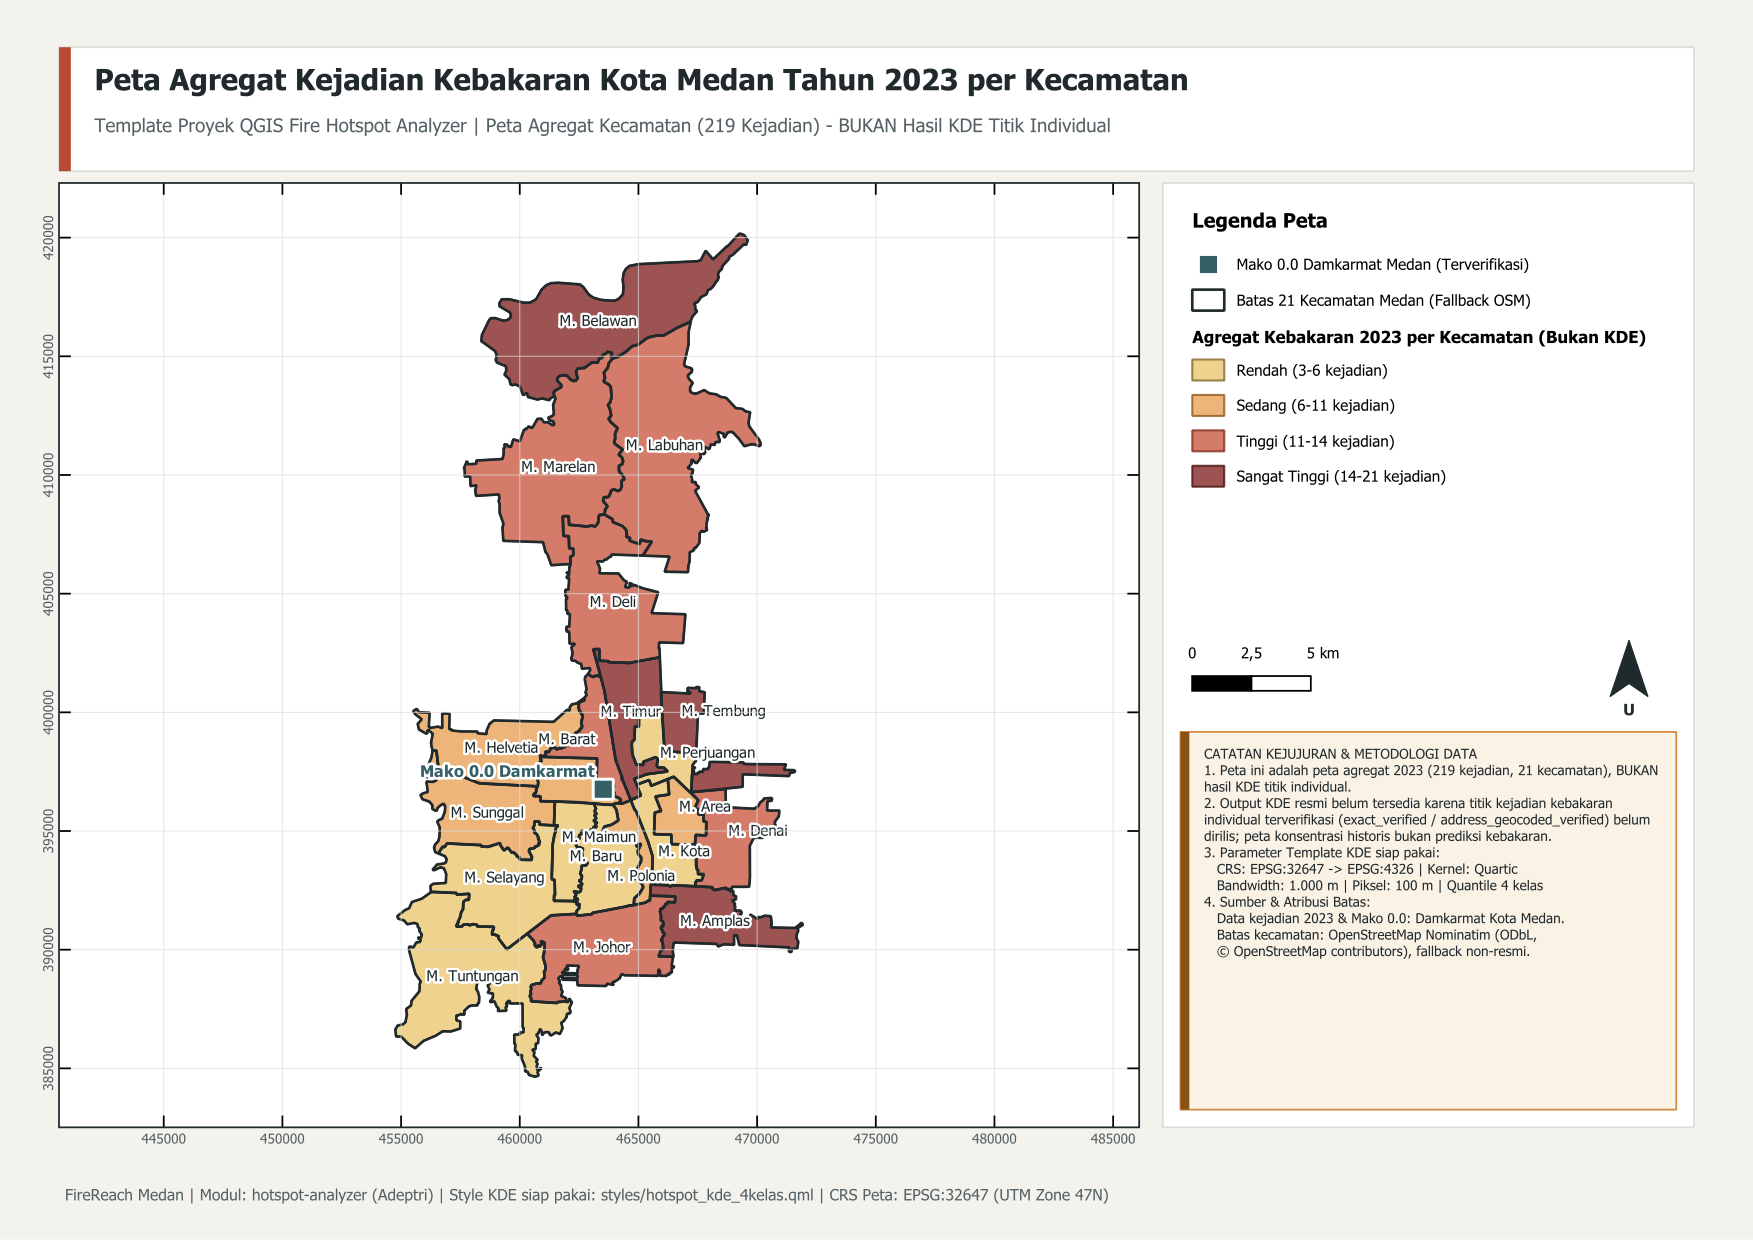 Peta Agregat Kejadian Kebakaran Kota Medan Tahun 2023 per Kecamatan
Template Proyek QGIS Fire Hotspot Analyzer | Peta Agregat Kecamatan (219 Kejadian) - BUKAN Hasil KDE Titik Individual
420000
415000
410000
405000
400000
395000
390000
385000
M. Belawan
M. Labuhan
M. Marelan
M. Deli
M. Timur
M. Tembung
M. Barat
M. Helvetia
M. Perjuangan
Mako 0.0 Damkarmat
M. Area
M. Sunggal
M. Denai
M. Maimun
M. Kota
M. Baru
M. Polonia
M. Selayang
M. Amplas
M. Johor
M. Tuntungan
445000
450000
455000
460000
465000
470000
475000
480000
485000
Legenda Peta
Mako 0.0 Damkarmat Medan (Terverifikasi)
Batas 21 Kecamatan Medan (Fallback OSM)
Agregat Kebakaran 2023 per Kecamatan (Bukan KDE)
Rendah (3-6 kejadian)
Sedang (6-11 kejadian)
Tinggi (11-14 kejadian)
Sangat Tinggi (14-21 kejadian)
0 2,5 5 km
U
CATATAN KEJUJURAN & METODOLOGI DATA
1. Peta ini adalah peta agregat 2023 (219 kejadian, 21 kecamatan), BUKAN
hasil KDE titik individual.
2. Output KDE resmi belum tersedia karena titik kejadian kebakaran
individual terverifikasi (exact_verified / address_geocoded_verified) belum
dirilis; peta konsentrasi historis bukan prediksi kebakaran.
3. Parameter Template KDE siap pakai:
CRS: EPSG:32647 -> EPSG:4326 | Kernel: Quartic
Bandwidth: 1.000 m | Piksel: 100 m | Quantile 4 kelas
4. Sumber & Atribusi Batas:
Data kejadian 2023 & Mako 0.0: Damkarmat Kota Medan.
Batas kecamatan: OpenStreetMap Nominatim (ODbL,
© OpenStreetMap contributors), fallback non-resmi.
FireReach Medan | Modul: hotspot-analyzer (Adeptri) | Style KDE siap pakai: styles/hotspot_kde_4kelas.qml | CRS Peta: EPSG:32647 (UTM Zone 47N)